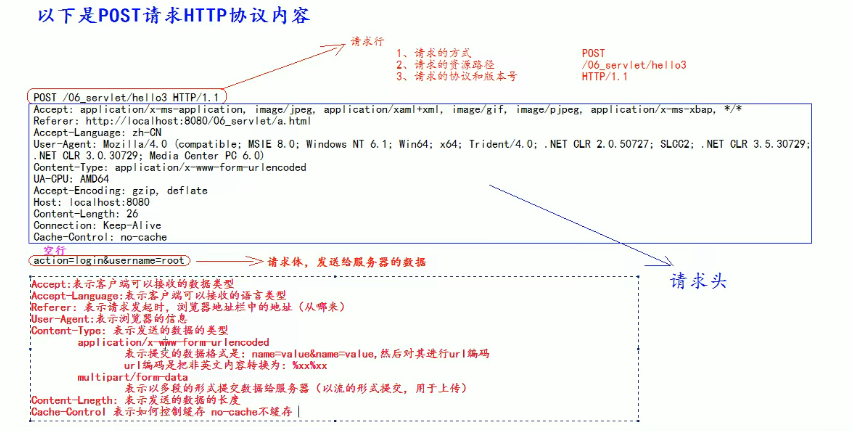 以下是POST请求HTTP协议内容
请求行
1、请求的方式 POST
2、请求的资源路径 /06_servlet/hello3
3、请求的协议和版本号 HTTP/1.1
POST /06_servlet/hello3 HTTP/1.1
Accept: application/x-ms-application, image/jpeg, application/xaml+xml, image/gif, image/pjpeg, application/x-ms-xbap, */*
Referer: http://localhost:8080/06_servlet/a.html
Accept-Language: zh-CN
User-Agent: Mozilla/4.0 (compatible; MSIE 8.0; Windows NT 6.1; Win64; x64; Trident/4.0; .NET CLR 2.0.50727; SLCC2; .NET CLR 3.5.30729;
.NET CLR 3.0.30729; Media Center PC 6.0)
Content-Type: application/x-www-form-urlencoded
UA-CPU: AMD64
Accept-Encoding: gzip, deflate
Host: localhost:8080
Content-Length: 26
Connection: Keep-Alive
Cache-Control: no-cache
空行
action=login&username=root
请求体，发送给服务器的数据
请求头
Accept:表示客户端可以接收的数据类型
Accept-Language:表示客户端可以接收的语言类型
Referer: 表示请求发起时，浏览器地址栏中的地址（从哪来）
User-Agent:表示浏览器的信息
Content-Type: 表示发送的数据的类型
application/x-www-form-urlencoded
表示提交的数据格式是: name=value&name=value,然后对其进行url编码
url编码是把非英文内容转换为: %xx%xx
multipart/form-data
表示以多段的形式提交数据给服务器（以流的形式提交，用于上传）
Content-Lnegth: 表示发送的数据的长度
Cache-Control 表示如何控制缓存 no-cache不缓存